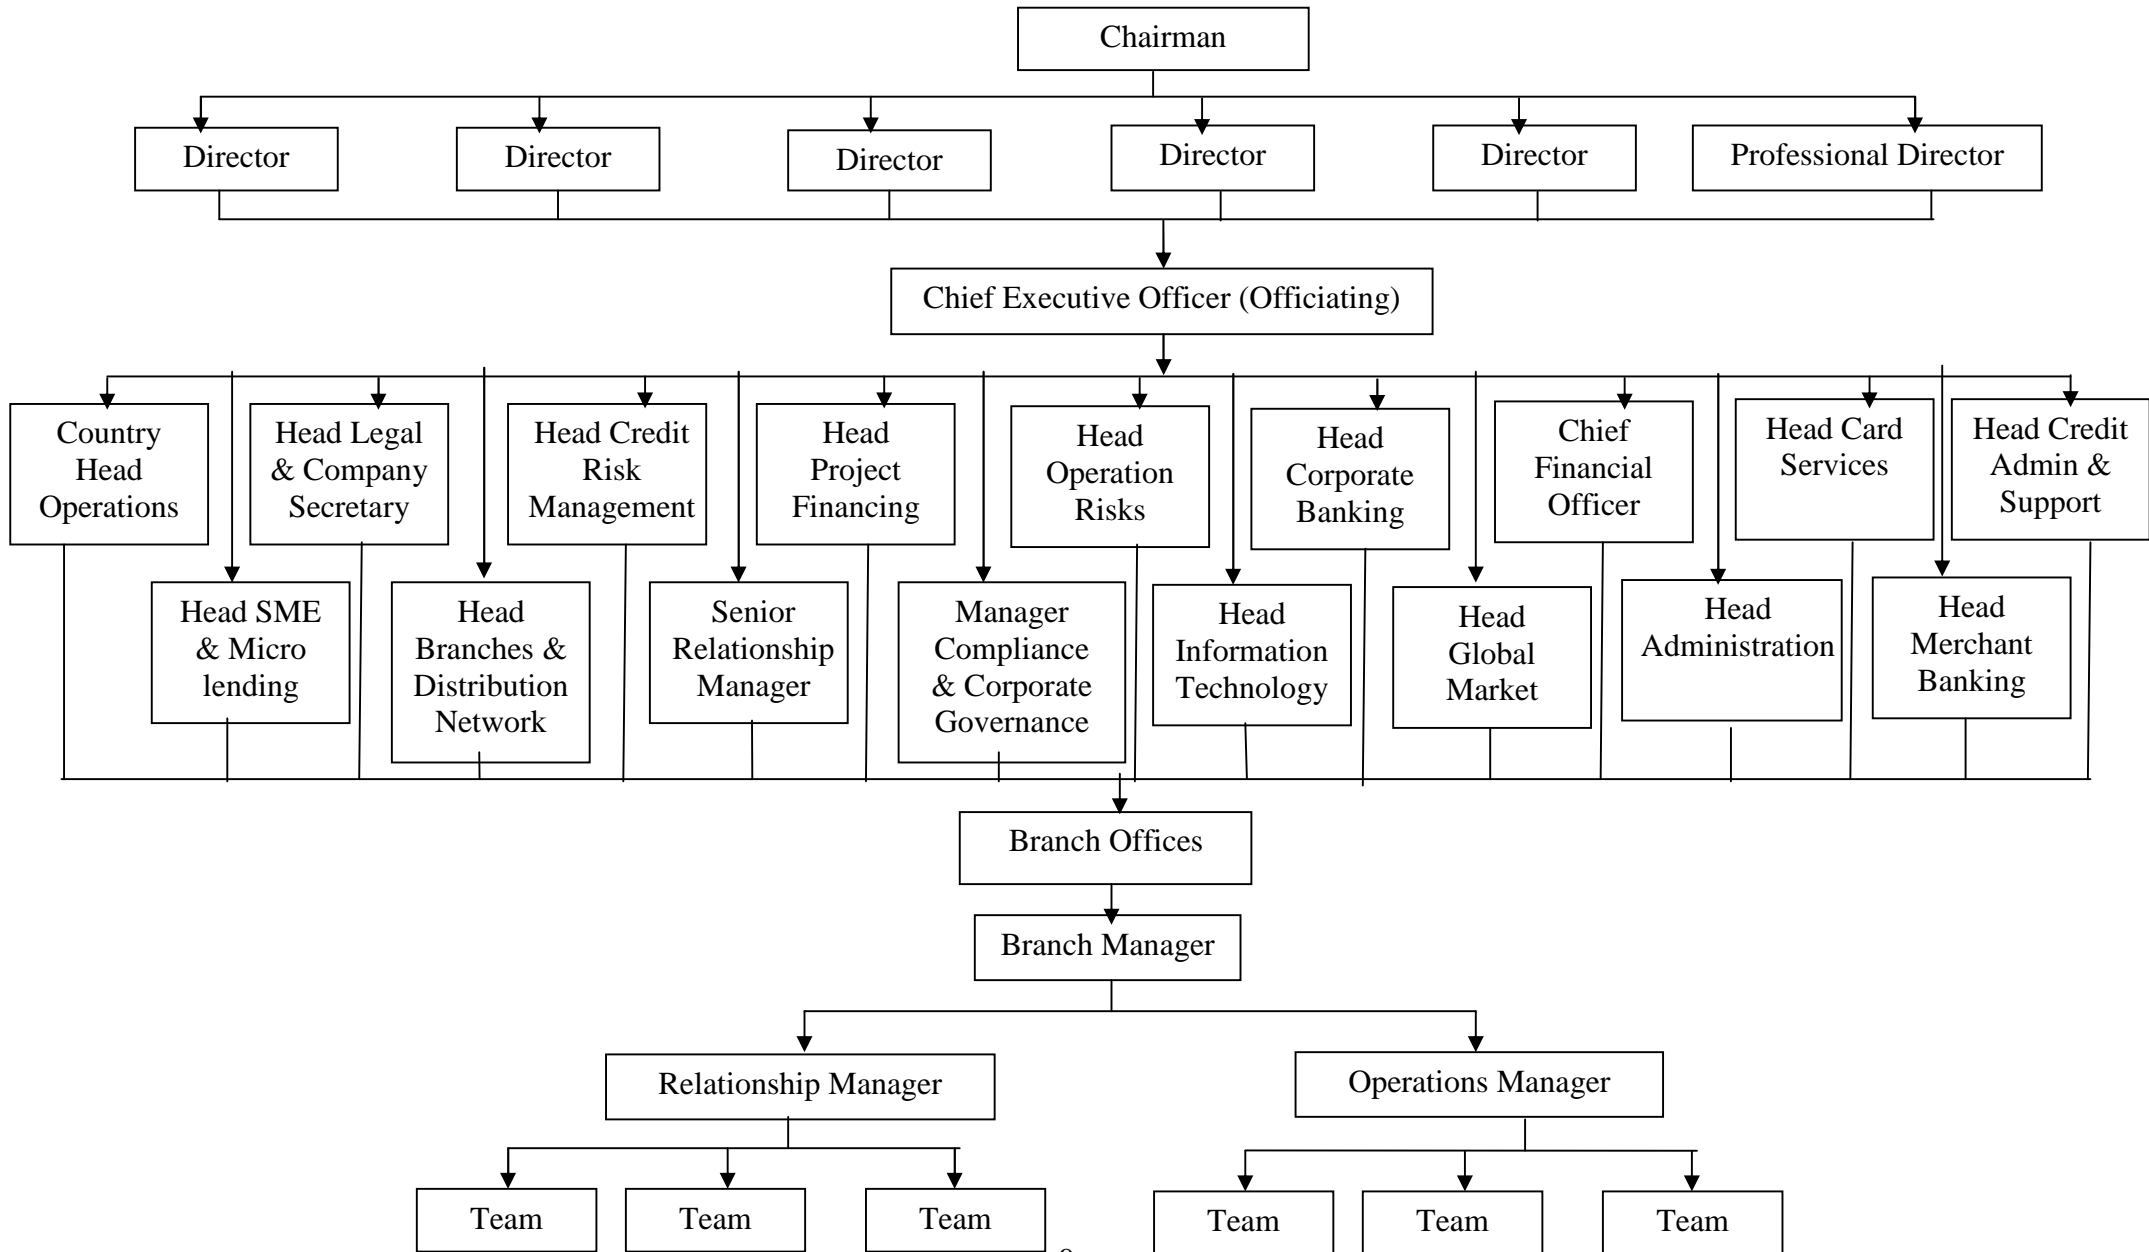 Chairman
Director
Director
Director
Director
Director
Professional Director
Chief Executive Officer (Officiating)
Country
Head
Operations
Head Legal
& Company
Secretary
Head Credit
Risk
Management
Head
Project
Financing
Head
Operation
Risks
Head
Corporate
Banking
Chief
Financial
Officer
Head Card
Services
Head Credit
Admin &
Support
Head SME
& Micro
lending
Head
Branches &
Distribution
Network
Senior
Relationship
Manager
Manager
Compliance
& Corporate
Governance
Head
Information
Technology
Head
Global
Market
Head
Administration
Head
Merchant
Banking
Branch Offices
Branch Manager
Relationship Manager
Operations Manager
Team
Team
Team
Team
Team
Team